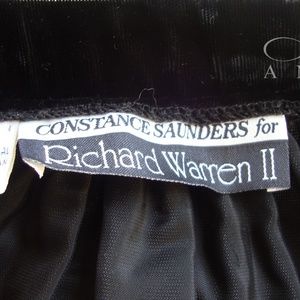 CONSTANCE SAUNDERS for
Richard Warren II